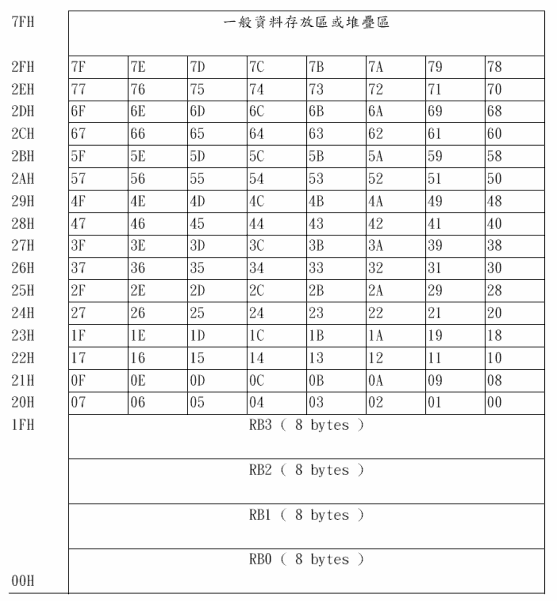 7FH 一般資料存放區或堆疊區
2FH 7F 7E 7D 7C 7B 7A 79 78
2EH 77 76 75 74 73 72 71 70
2DH 6F 6E 6D 6C 6B 6A 69 68
2CH 67 66 65 64 63 62 61 60
2BH 5F 5E 5D 5C 5B 5A 59 58
2AH 57 56 55 54 53 52 51 50
29H 4F 4E 4D 4C 4B 4A 49 48
28H 47 46 45 44 43 42 41 40
27H 3F 3E 3D 3C 3B 3A 39 38
26H 37 36 35 34 33 32 31 30
25H 2F 2E 2D 2C 2B 2A 29 28
24H 27 26 25 24 23 22 21 20
23H 1F 1E 1D 1C 1B 1A 19 18
22H 17 16 15 14 13 12 11 10
21H 0F 0E 0D 0C 0B 0A 09 08
20H 07 06 05 04 03 02 01 00
1FH RB3 ( 8 bytes )
RB2 ( 8 bytes )
RB1 ( 8 bytes )
RB0 ( 8 bytes )
00H